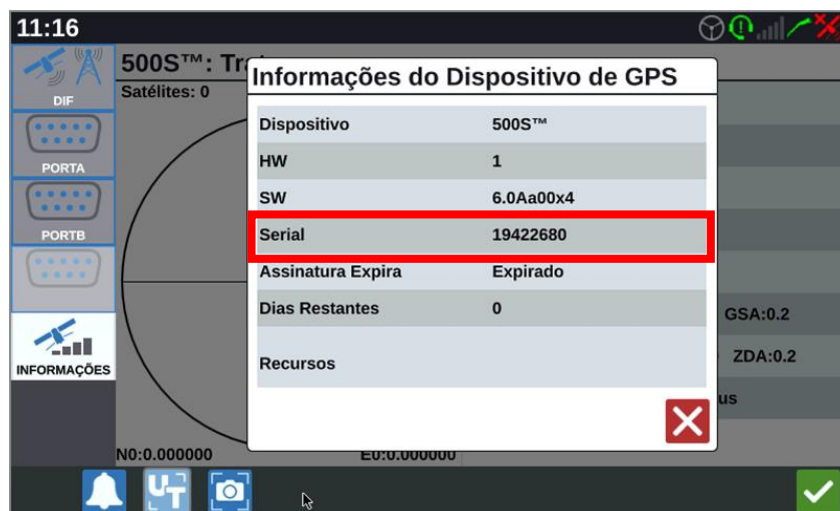 11:16
500S™: Tra
Informações do Dispositivo de GPS
DIF
Satélites: 0
Dispositivo 500S™
HW 1
PORTA
SW 6.0Aa00x4
Serial 19422680
PORTB
Assinatura Expira Expirado
Dias Restantes 0
GSA:0.2
Recursos
ZDA:0.2
INFORMAÇÕES
us
N0:0.000000 E0:0.000000
UT